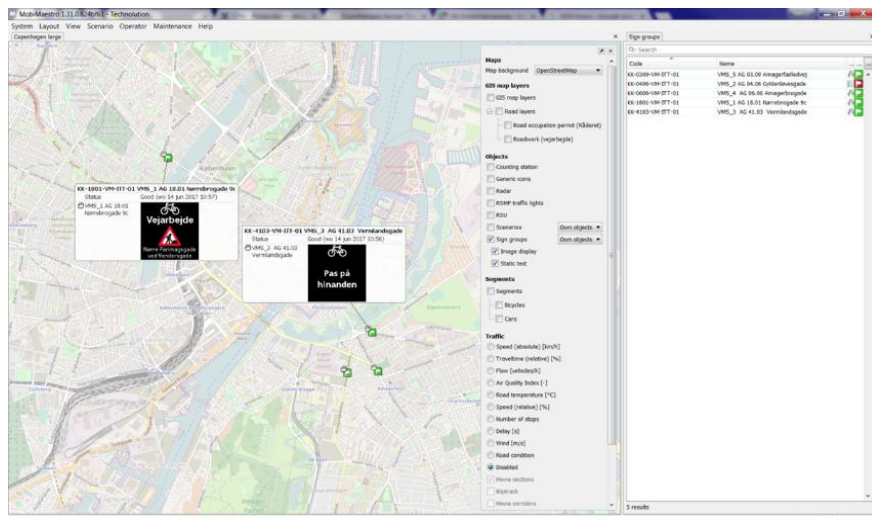 MobiMaestro 1.31.0.824bf63 - Technolution
System Layout View Scenario Operator Maintenance Help
Copenhagen large
Maps
Map background OpenStreetMap
GIS map layers
GIS map layers
Road layers
Road occupation permit (Råderet)
Roadwork (vejarbejde)
Objects
Counting station
Generic icons
Radar
RSMP traffic lights
RSU
Scenarios Own objects
Sign groups Own objects
Image display
Static text
Segments
Segments
Bicycles
Cars
Traffic
Speed (absolute) [km/h]
Traveltime (relative) [%]
Flow [vehicles/h]
Air Quality Index [-]
Road temperature [°C]
Speed (relative) [%]
Number of stops
Delay [s]
Wind [m/s]
Road condition
Disabled
Movia sections
Biptrack
Movia corridors
KK-1801-VM-ITT-01 VMS_1 AG 18.01 Nørrebrogade 9c
Status Good (wo 14 jun 2017 10:57)
VMS_1 AG 18.01
Nørrebrogade 9c
Vejarbejde
Nørre Farimagsgade
ved Vendersgade
KK-4103-VM-ITT-01 VMS_3 AG 41.03 Vermlandsgade
Status Good (wo 14 jun 2017 10:56)
VMS_3 AG 41.03
Vermlandsgade
Pas på
hinanden
Sign groups
Search
Code Name
KK-0309-VM-ITT-01 VMS_5 AG 03.09 Amagerfælledvej
KK-0406-VM-ITT-01 VMS_2 AG 04.06 Gyldenløvesgade
KK-0608-VM-ITT-01 VMS_4 AG 06.08 Amagerbrogade
KK-1801-VM-ITT-01 VMS_1 AG 18.01 Nørrebrogade 9c
KK-4103-VM-ITT-01 VMS_3 AG 41.03 Vermlandsgade
5 results